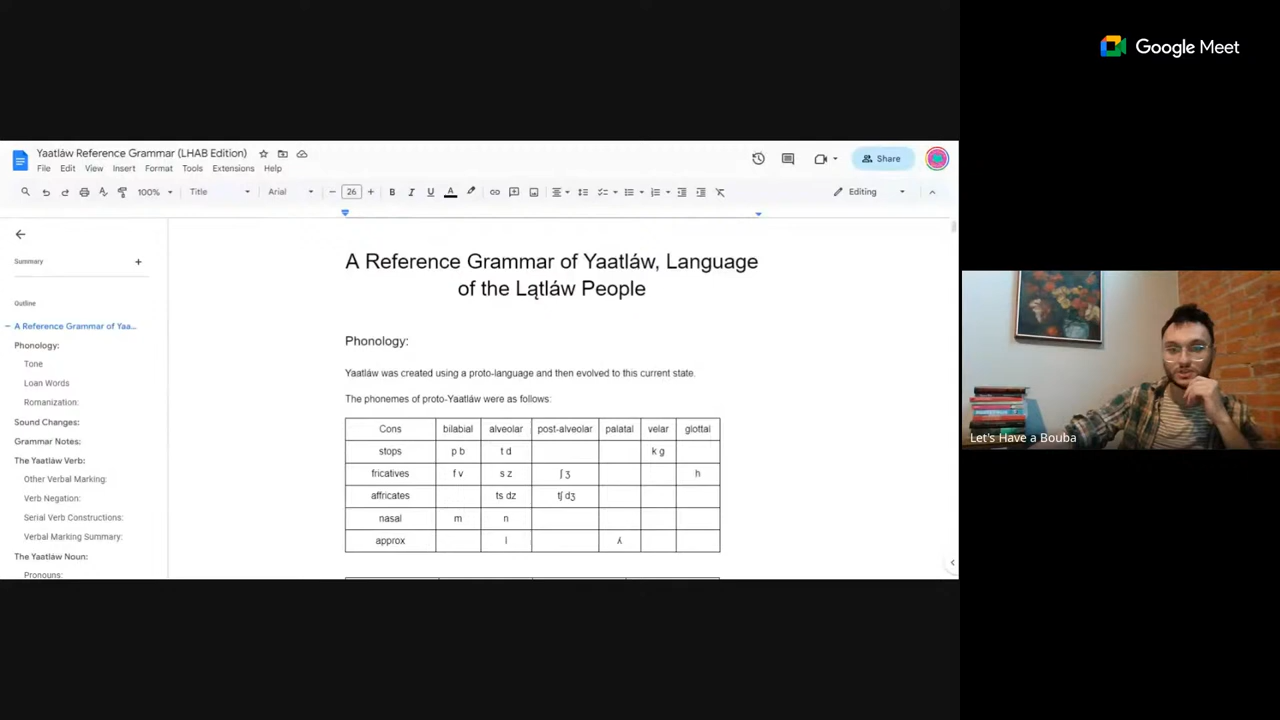 Google Meet
Yaatláw Reference Grammar (LHAB Edition)
File Edit View Insert Format Tools Extensions Help
Share
100% Title Arial 26 B I U A Editing
Summary
Outline
A Reference Grammar of Yaa...
Phonology:
Tone
Loan Words
Romanization:
Sound Changes:
Grammar Notes:
The Yaatláw Verb:
Other Verbal Marking:
Verb Negation:
Serial Verb Constructions:
Verbal Marking Summary:
The Yaatláw Noun:
Pronouns:
A Reference Grammar of Yaatláw, Language
of the Lątláw People
Phonology:
Yaatláw was created using a proto-language and then evolved to this current state.
The phonemes of proto-Yaatláw were as follows:
Cons bilabial alveolar post-alveolar palatal velar glottal
stops p b t d k g
fricatives f v s z ʃ ʒ h
affricates ts dz tʃ dʒ
nasal m n
approx l ʎ
Let's Have a Bouba